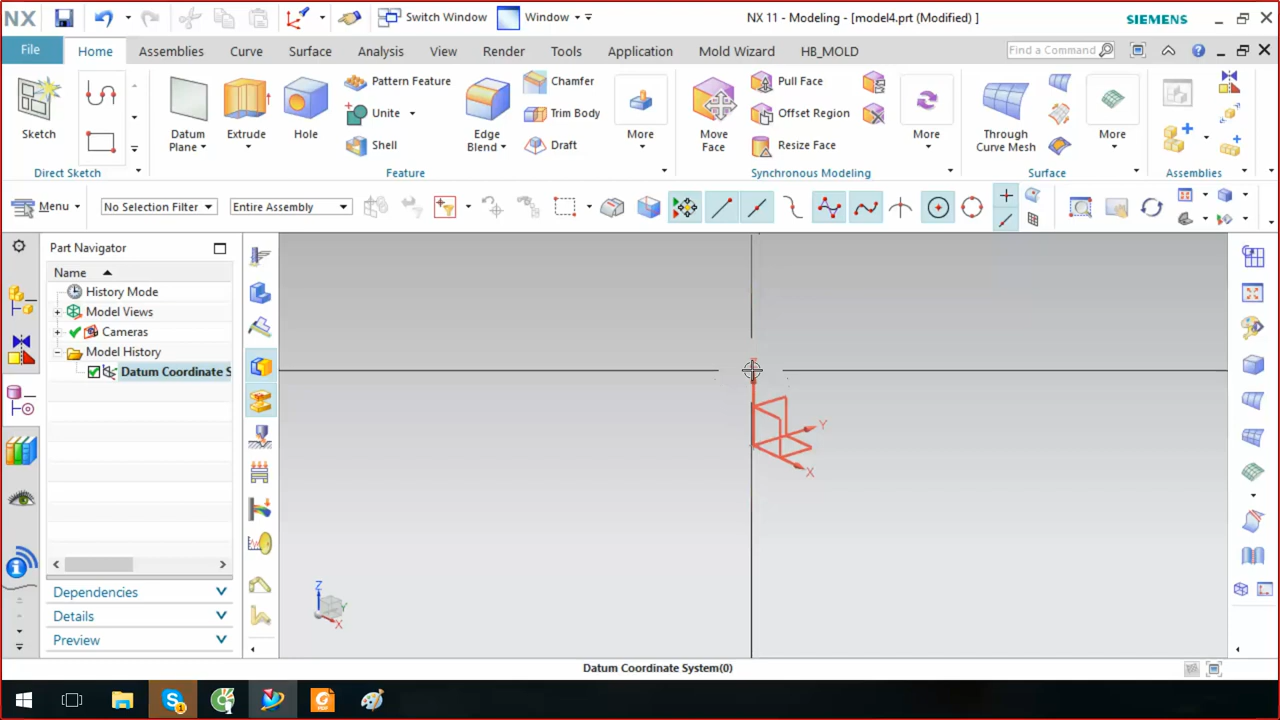 NX
Switch Window
Window
NX 11 - Modeling - [model4.prt (Modified) ]
SIEMENS
File
Home
Assemblies
Curve
Surface
Analysis
View
Render
Tools
Application
Mold Wizard
HB_MOLD
Find a Command
Sketch
Direct Sketch
Datum
Plane
Extrude
Hole
Pattern Feature
Unite
Shell
Edge
Blend
Chamfer
Trim Body
Draft
More
Feature
Move
Face
Pull Face
Offset Region
Resize Face
More
Synchronous Modeling
Through
Curve Mesh
More
Surface
Assemblies
Menu
No Selection Filter
Entire Assembly
Part Navigator
Name
History Mode
Model Views
Cameras
Model History
Datum Coordinate S
Dependencies
Details
Preview
Z
Y
X
Z
Y
X
Datum Coordinate System(0)
S
1
G
PDF